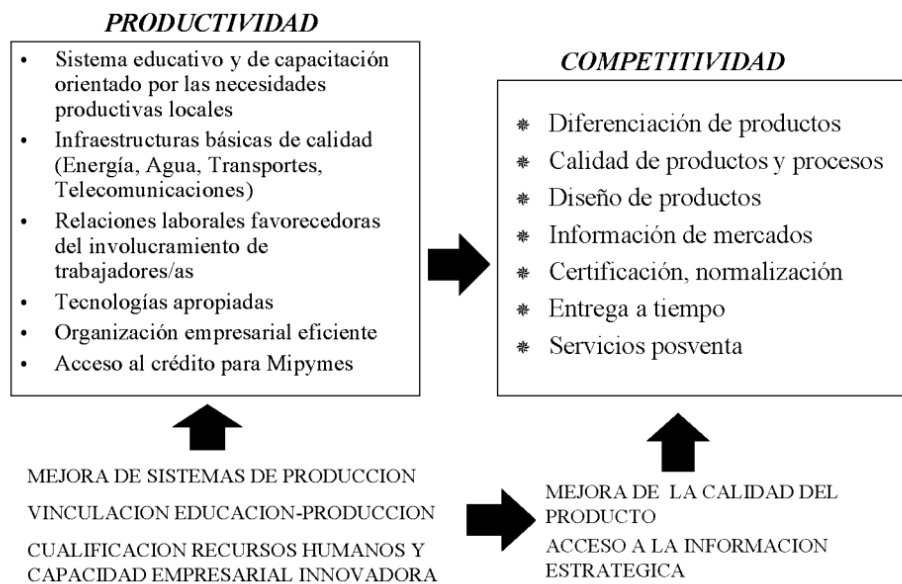 PRODUCTIVIDAD
• Sistema educativo y de capacitación
orientado por las necesidades
productivas locales
• Infraestructuras básicas de calidad
(Energía, Agua, Transportes,
Telecomunicaciones)
• Relaciones laborales favorecedoras
del involucramiento de
trabajadores/as
• Tecnologías apropiadas
• Organización empresarial eficiente
• Acceso al crédito para Mipymes
COMPETITIVIDAD
✵ Diferenciación de productos
✵ Calidad de productos y procesos
✵ Diseño de productos
✵ Información de mercados
✵ Certificación, normalización
✵ Entrega a tiempo
✵ Servicios posventa
MEJORA DE SISTEMAS DE PRODUCCION
VINCULACION EDUCACION-PRODUCCION
CUALIFICACION RECURSOS HUMANOS Y
CAPACIDAD EMPRESARIAL INNOVADORA
MEJORA DE LA CALIDAD DEL
PRODUCTO
ACCESO A LA INFORMACION
ESTRATEGICA